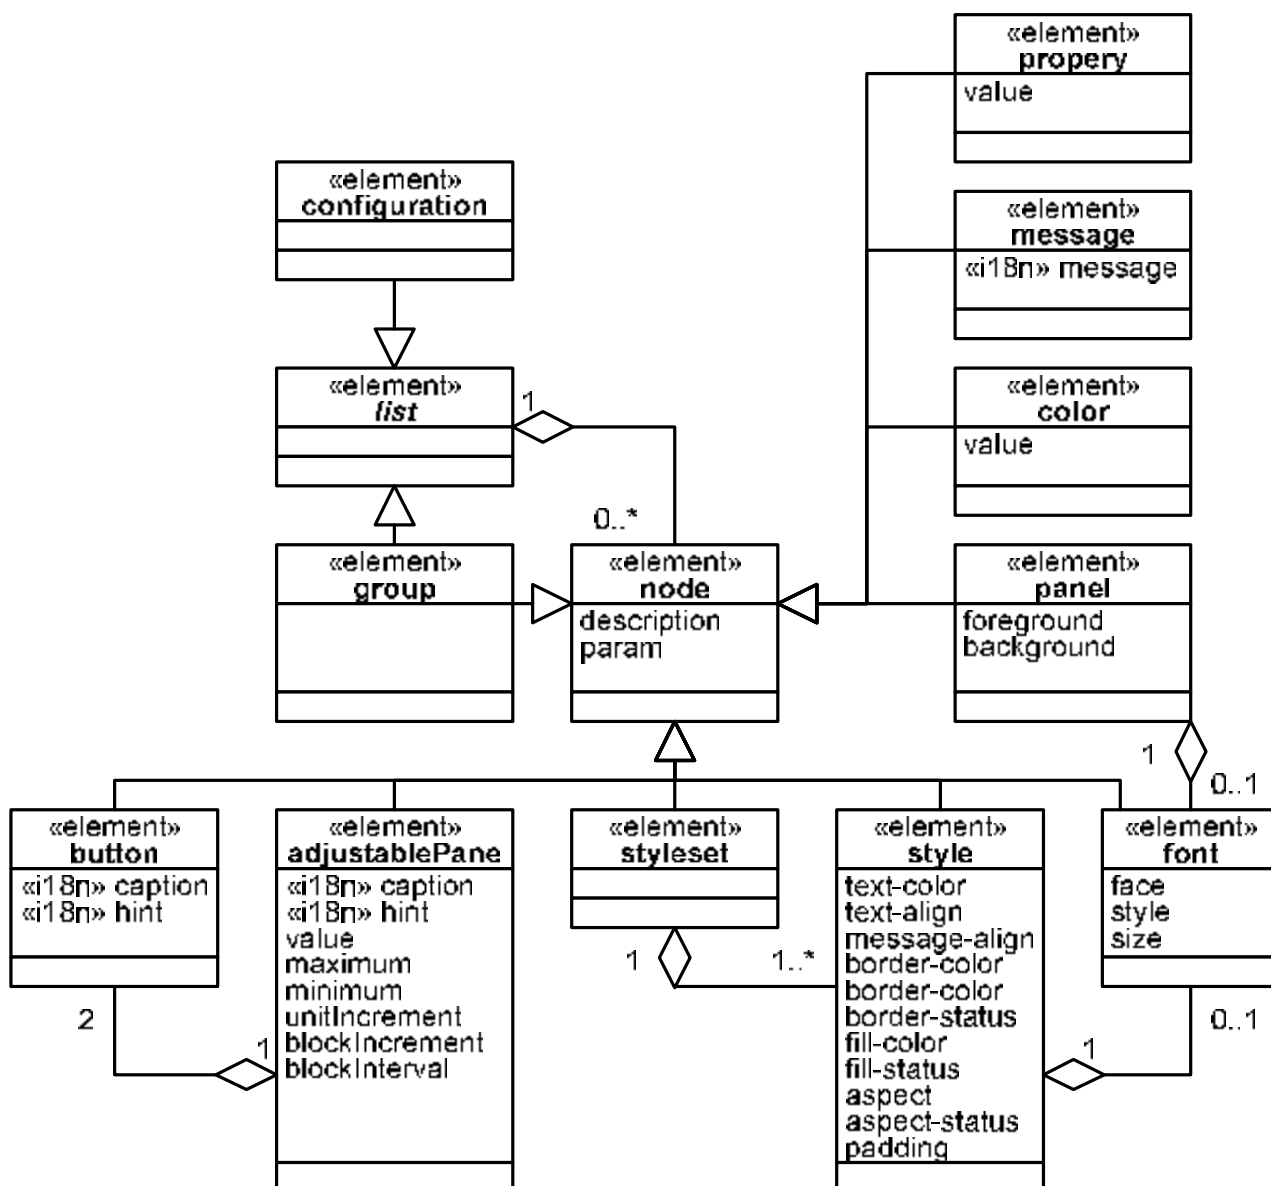 «element»
propery
value
«element»
configuration
«element»
message
«i18n» message
«element»
list
1
0..*
«element»
color
value
«element»
group
«element»
node
description
param
«element»
panel
foreground
background
1
0..1
«element»
button
«i18n» caption
«i18n» hint
2
«element»
adjustablePane
«i18n» caption
«i18n» hint
value
maximum
minimum
unitIncrement
blockIncrement
blockInterval
1
«element»
styleset
1
1..*
«element»
style
text-color
text-align
message-align
border-color
border-color
border-status
fill-color
fill-status
aspect
aspect-status
padding
1
«element»
font
face
style
size
0..1